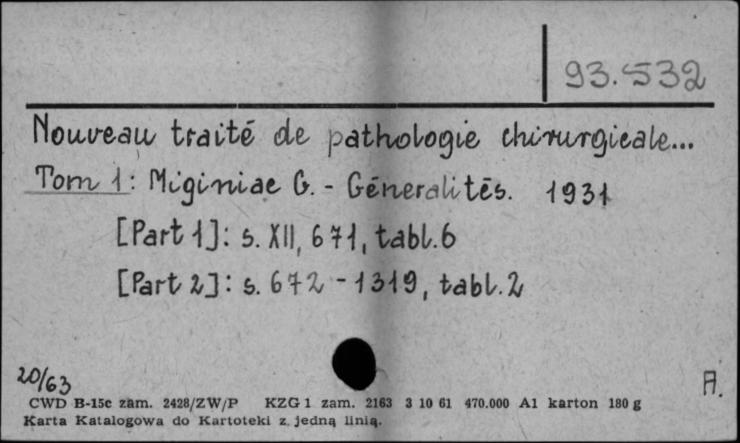 93.532
Nouveau traité de pathologie chirurgicale...
Tom 1: Miginiac G. - Géneralités. 1931
[Part 1]: s. XII, 671, tabl. 6
[Part 2]: s. 672 - 1319, tabl. 2
20/63
A.
CWD B-15c zam. 2428/ZW/P KZG 1 zam. 2163 3 10 61 470.000 A1 karton 180 g
Karta Katalogowa do Kartoteki z jedną linią.